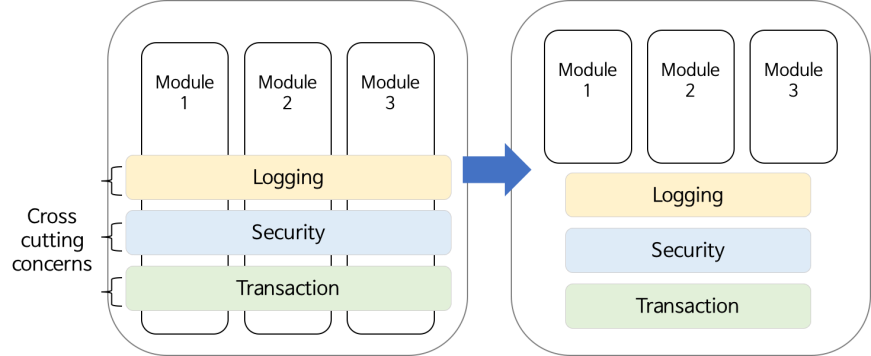 Module
1
Module
2
Module
3
Logging
Security
Transaction
Cross
cutting
concerns
Module
1
Module
2
Module
3
Logging
Security
Transaction